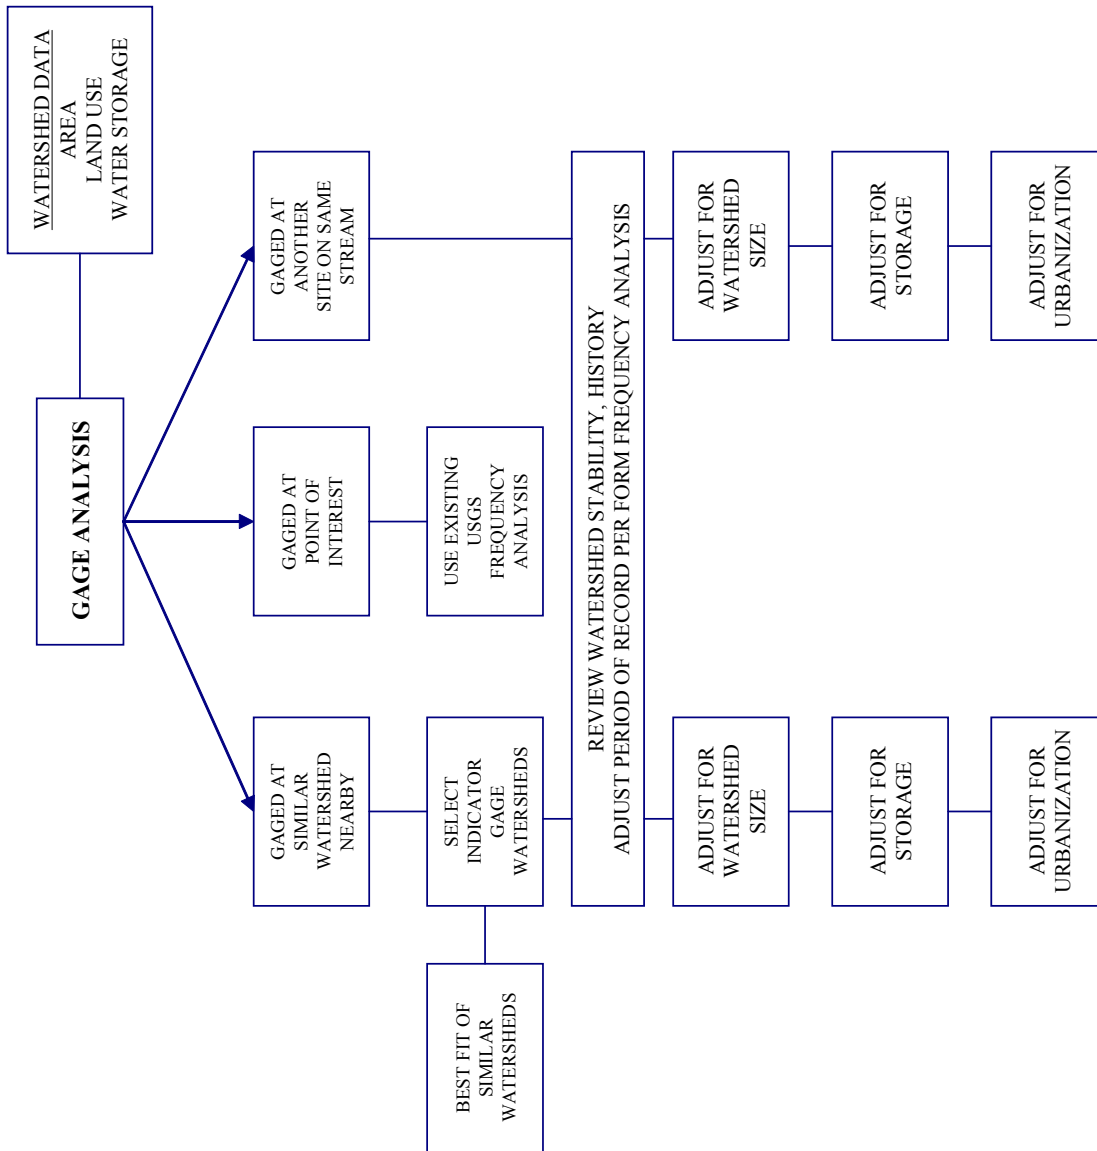 WATERSHED DATA
AREA
LAND USE
WATER STORAGE
GAGE ANALYSIS
GAGED AT
SIMILAR
WATERSHED
NEARBY
GAGED AT
POINT OF
INTEREST
GAGED AT
ANOTHER
SITE ON SAME
STREAM
BEST FIT OF
SIMILAR
WATERSHEDS
SELECT
INDICATOR
GAGE
WATERSHEDS
USE EXISTING
USGS
FREQUENCY
ANALYSIS
REVIEW WATERSHED STABILITY, HISTORY
ADJUST PERIOD OF RECORD PER FORM FREQUENCY ANALYSIS
ADJUST FOR
WATERSHED
SIZE
ADJUST FOR
WATERSHED
SIZE
ADJUST FOR
STORAGE
ADJUST FOR
STORAGE
ADJUST FOR
URBANIZATION
ADJUST FOR
URBANIZATION